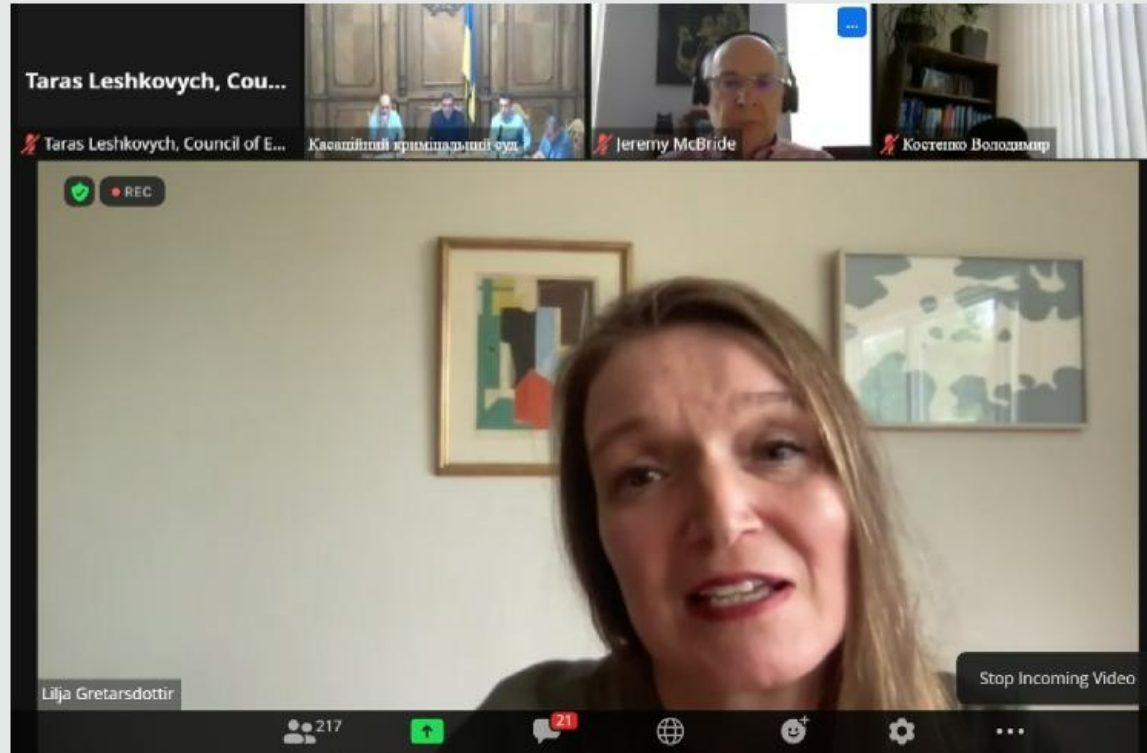 Taras Leshkovych, Cou...
Taras Leshkovych, Council of E...
Касаційний кримінальний суд
Jeremy McBride
Костенко Володимир
...
REC
Lilja Gretarsdottir
Stop Incoming Video
217
21